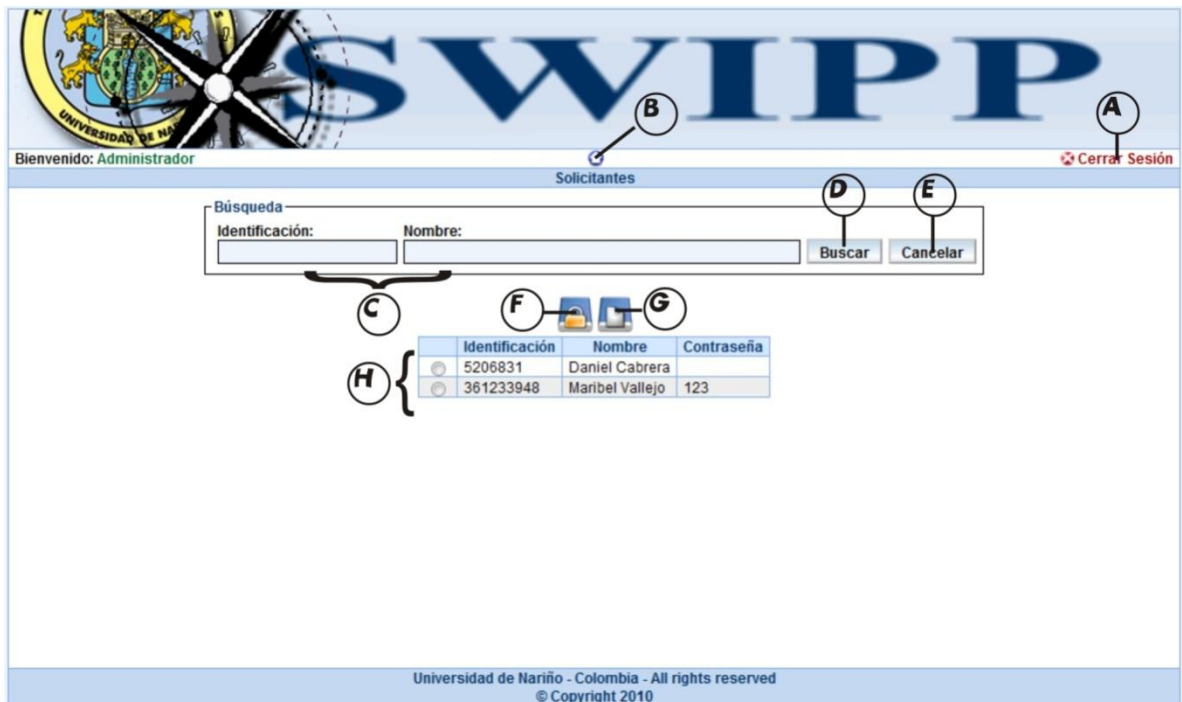 UNIVERSIDAD DE NA
SWIPP
B
A
Bienvenido: Administrador
Cerrar Sesión
Solicitantes
D
E
Búsqueda
Identificación: Nombre:
Buscar Cancelar
C
F
G
Identificación Nombre Contraseña
H
5206831 Daniel Cabrera
361233948 Maribel Vallejo 123
Universidad de Nariño - Colombia - All rights reserved
© Copyright 2010